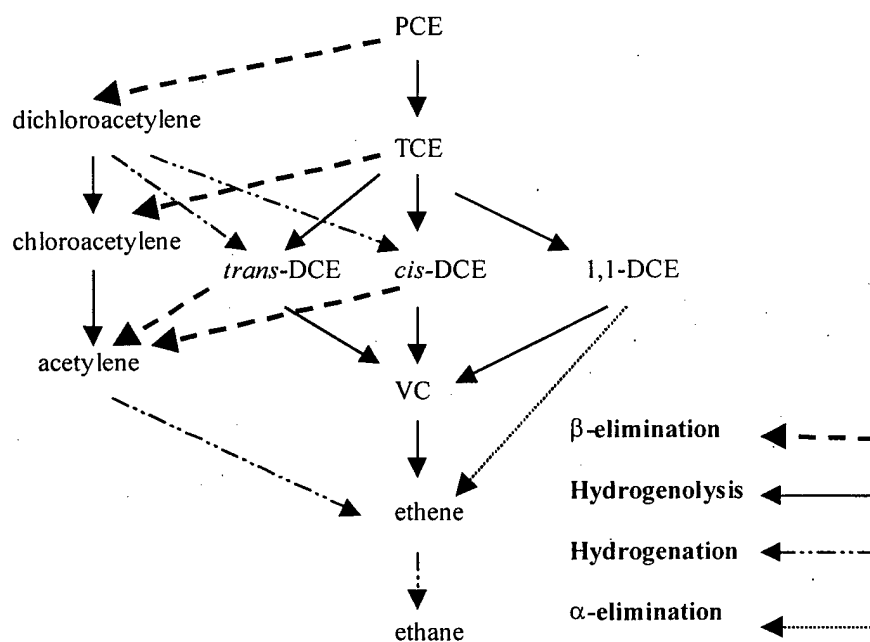 PCE
dichloroacetylene
TCE
chloroacetylene
trans-DCE cis-DCE 1,1-DCE
acetylene
VC
β-elimination
Hydrogenolysis
ethene
Hydrogenation
α-elimination
ethane